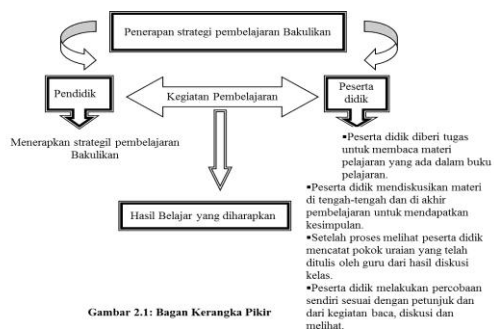 Penerapan strategi pembelajaran Bakulikan
Pendidik
Kegiatan Pembelajaran
Peserta
didik
Menerapkan strategil pembelajaran
Bakulikan
▪Peserta didik diberi tugas
untuk membaca materi
pelajaran yang ada dalam buku
pelajaran.
▪Peserta didik mendiskusikan materi
di tengah-tengah dan di akhir
pembelajaran untuk mendapatkan
kesimpulan.
▪Setelah proses melihat peserta didik
mencatat pokok uraian yang telah
ditulis oleh guru dari hasil diskusi
kelas.
▪Peserta didik melakukan percobaan
sendiri sesuai dengan petunjuk dan
dari kegiatan baca, diskusi dan
melihat.
Hasil Belajar yang diharapkan
Gambar 2.1: Bagan Kerangka Pikir